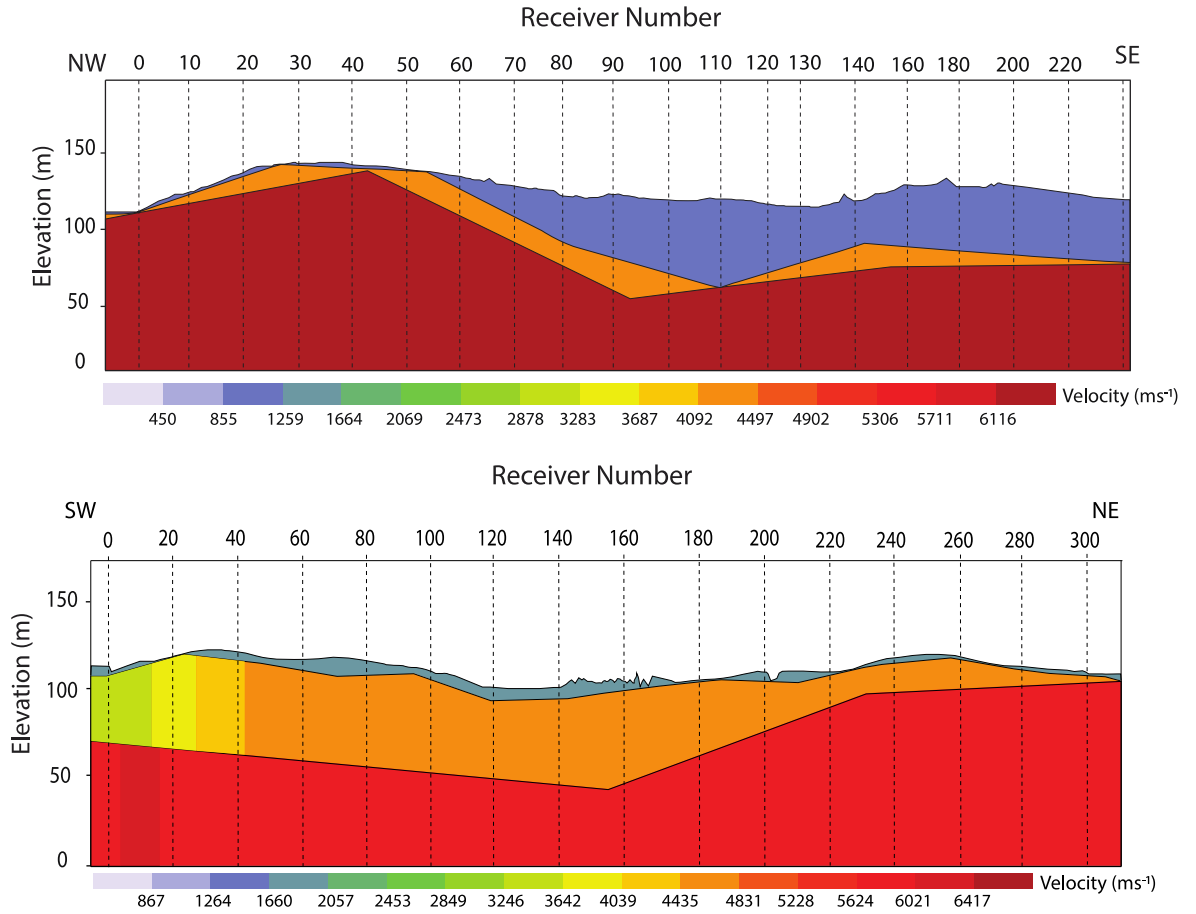 Receiver Number
NW 0 10 20 30 40 50 60 70 80 90 100 110 120 130 140 160 180 200 220 SE
Elevation (m)
150
100
50
0
Velocity (ms⁻¹)
450 855 1259 1664 2069 2473 2878 3283 3687 4092 4497 4902 5306 5711 6116
Receiver Number
SW NE
0 20 40 60 80 100 120 140 160 180 200 220 240 260 280 300
Elevation (m)
150
100
50
0
Velocity (ms⁻¹)
867 1264 1660 2057 2453 2849 3246 3642 4039 4435 4831 5228 5624 6021 6417